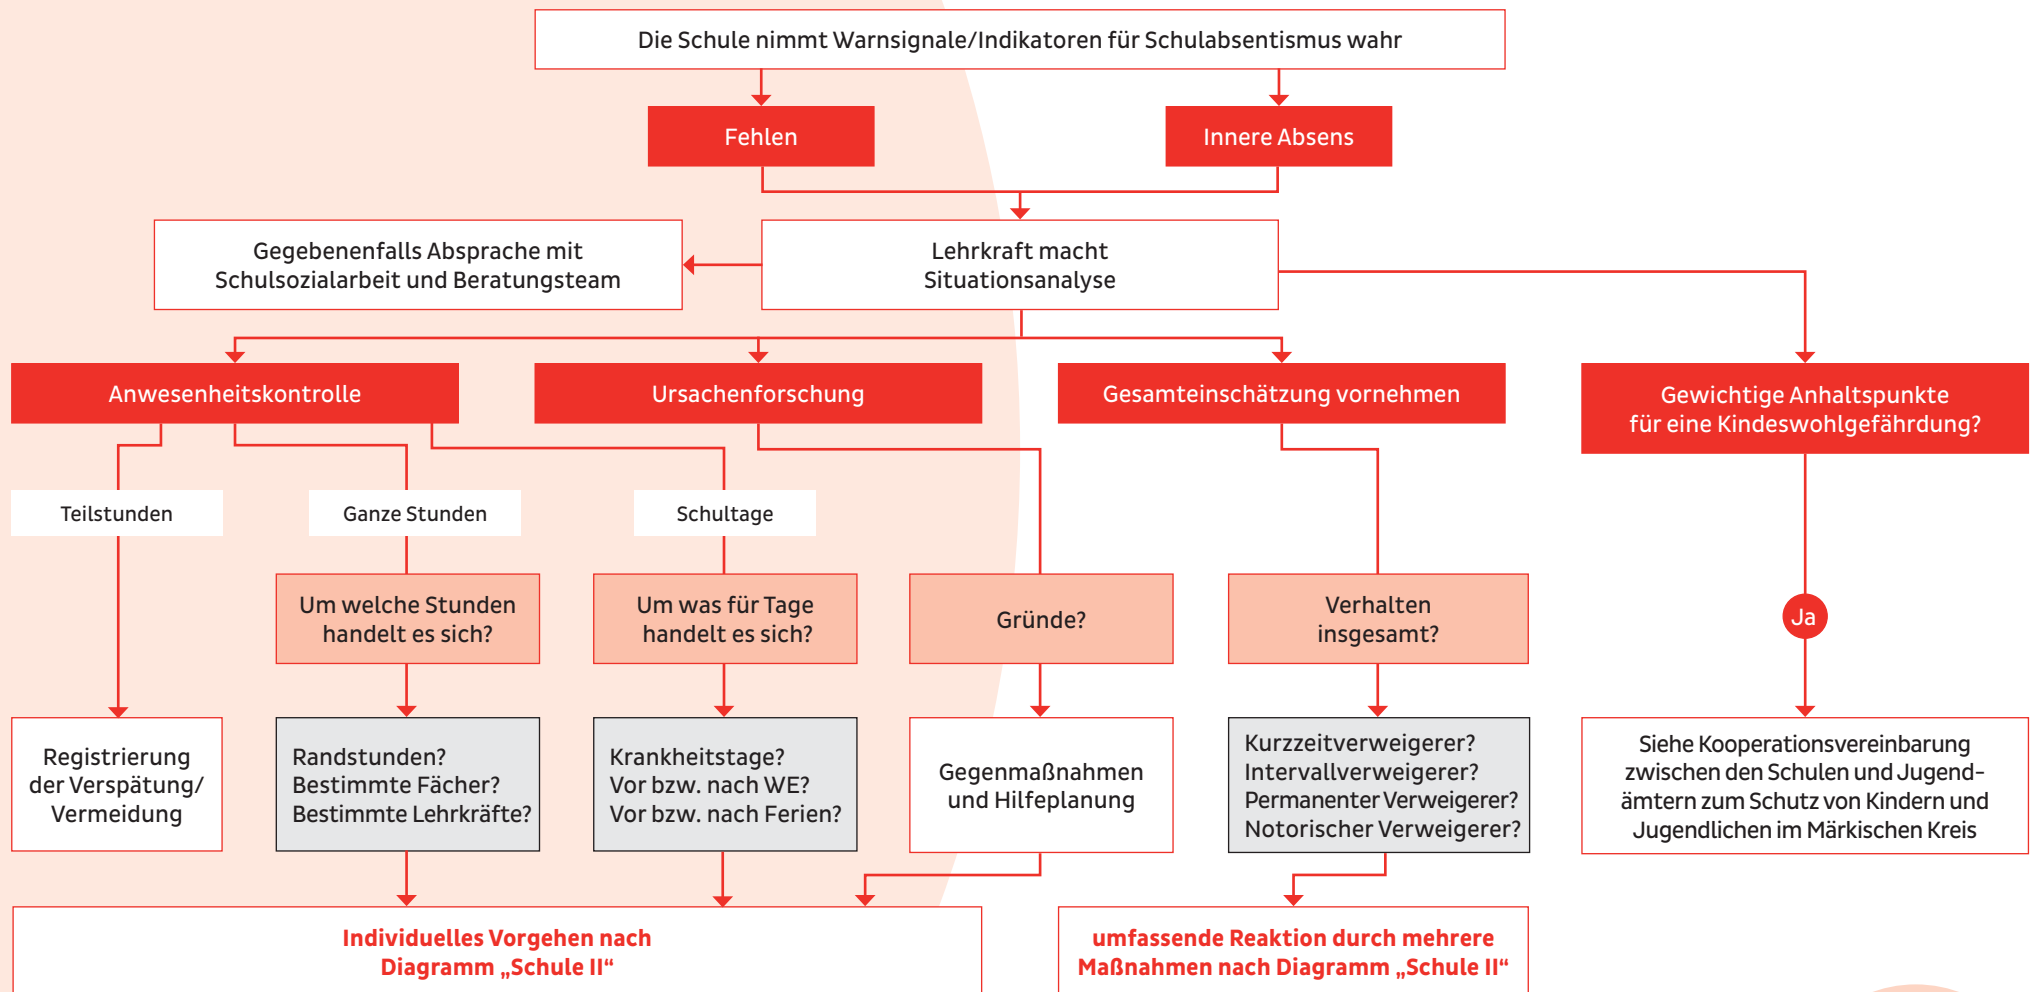 Die Schule nimmt Warnsignale/Indikatoren für Schulabsentismus wahr
Fehlen
Innere Absens
Gegebenenfalls Absprache mit
Schulsozialarbeit und Beratungsteam
Lehrkraft macht
Situationsanalyse
Anwesenheitskontrolle
Ursachenforschung
Gesamteinschätzung vornehmen
Gewichtige Anhaltspunkte
für eine Kindeswohlgefährdung?
Teilstunden
Ganze Stunden
Schultage
Um welche Stunden
handelt es sich?
Um was für Tage
handelt es sich?
Gründe?
Verhalten
insgesamt?
Ja
Registrierung
der Verspätung/
Vermeidung
Randstunden?
Bestimmte Fächer?
Bestimmte Lehrkräfte?
Krankheitstage?
Vor bzw. nach WE?
Vor bzw. nach Ferien?
Gegenmaßnahmen
und Hilfeplanung
Kurzzeitverweigerer?
Intervallverweigerer?
Permanenter Verweigerer?
Notorischer Verweigerer?
Siehe Kooperationsvereinbarung
zwischen den Schulen und Jugend-
ämtern zum Schutz von Kindern und
Jugendlichen im Märkischen Kreis
Individuelles Vorgehen nach
Diagramm „Schule II“
umfassende Reaktion durch mehrere
Maßnahmen nach Diagramm „Schule II“